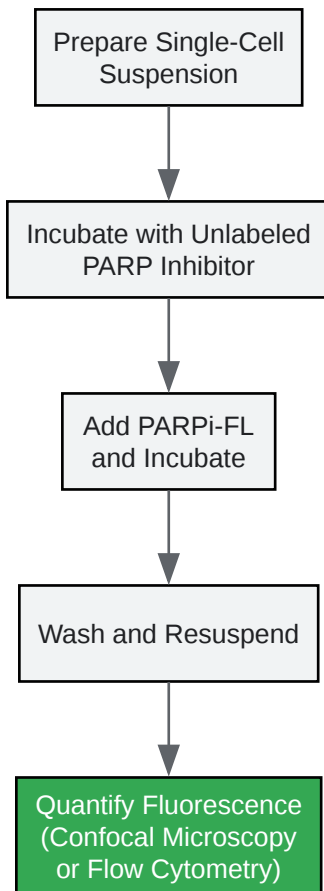 Prepare Single-Cell
Suspension
Incubate with Unlabeled
PARP Inhibitor
Add PARPi-FL
and Incubate
Wash and Resuspend
Quantify Fluorescence
(Confocal Microscopy
or Flow Cytometry)